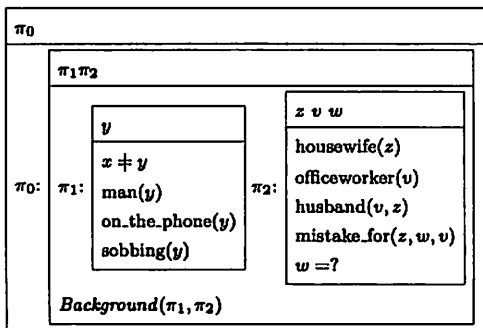 π₀
π₁π₂
y
z v w
x ≠ y
housewife(z)
man(y)
officeworker(v)
π₀: π₁: π₂:
husband(v, z)
on_the_phone(y)
mistake_for(z, w, v)
sobbing(y)
w =?
Background(π₁, π₂)